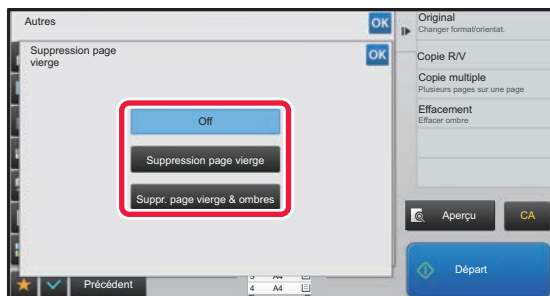 Autres
OK
Suppression page
vierge
OK
Off
Suppression page vierge
Suppr. page vierge & ombres
Précédent
A4
4 A4
Original
Changer format/orientat.
Copie R/V
Copie multiple
Plusieurs pages sur une page
Effacement
Effacer ombre
Aperçu
CA
Départ